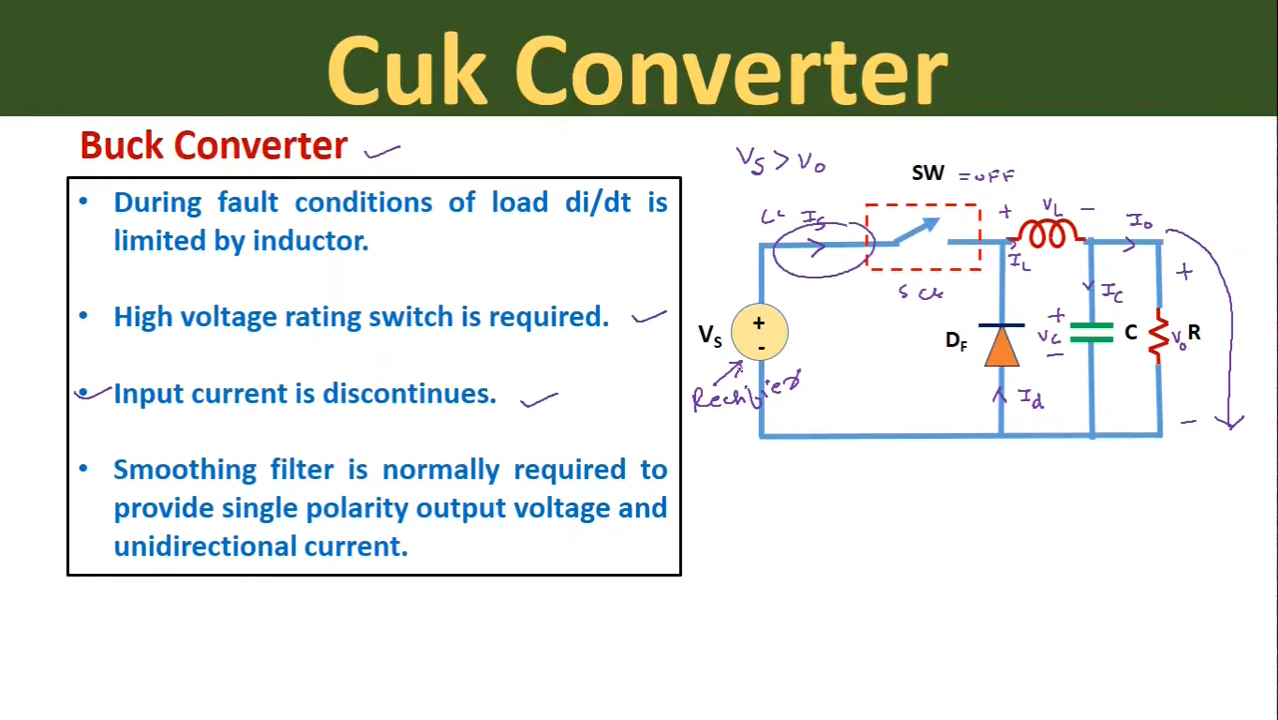 Cuk Converter
Buck Converter
• During fault conditions of load di/dt is
limited by inductor.
• High voltage rating switch is required.
• Input current is discontinues.
• Smoothing filter is normally required to
provide single polarity output voltage and
unidirectional current.
Vs > Vo
SW = OFF
Is
+ VL -
Io
IL
+
Ic
+
VS
+
-
DF
Vc
C
Vo
R
-
Rectified
Id
-